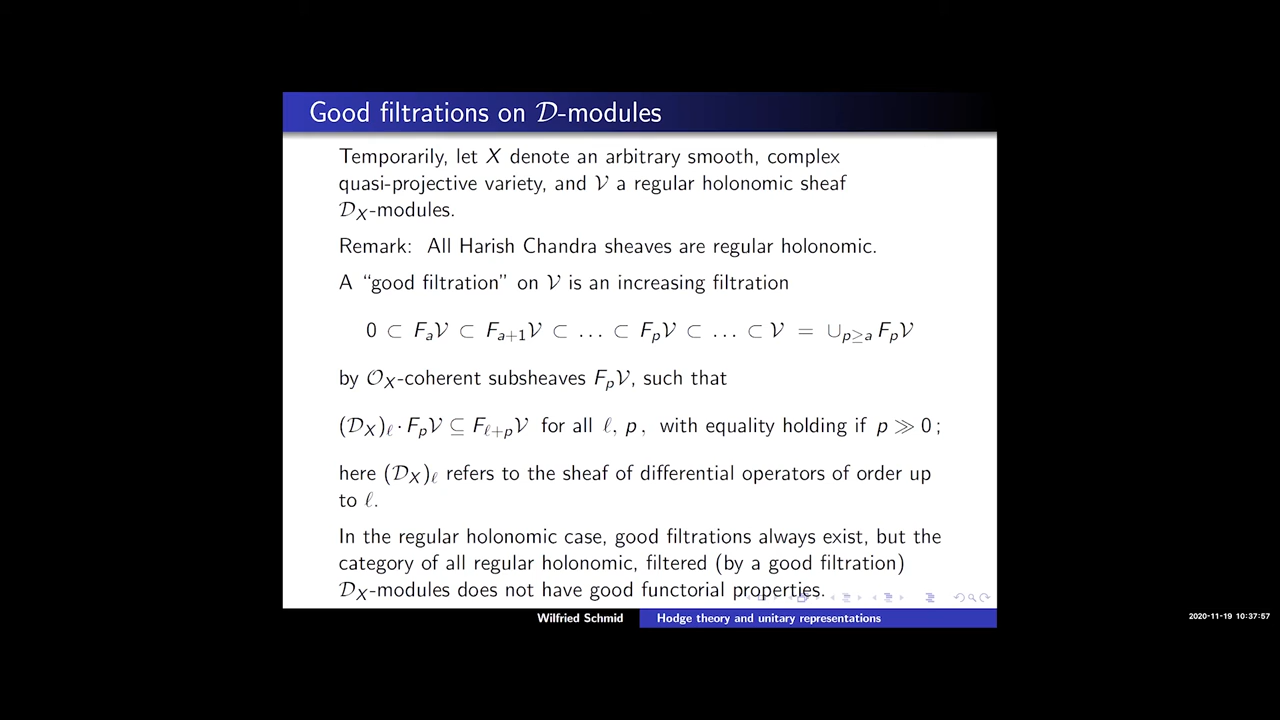 Good filtrations on 𝒟-modules
Temporarily, let X denote an arbitrary smooth, complex
quasi-projective variety, and 𝒱 a regular holonomic sheaf
𝒟_X-modules.
Remark: All Harish Chandra sheaves are regular holonomic.
A “good filtration” on 𝒱 is an increasing filtration
0 ⊂ F_a𝒱 ⊂ F_{a+1}𝒱 ⊂ … ⊂ F_p𝒱 ⊂ … ⊂ 𝒱 = ∪_{p≥a} F_p𝒱
by 𝒪_X-coherent subsheaves F_p𝒱, such that
(𝒟_X)_ℓ · F_p𝒱 ⊆ F_{ℓ+p}𝒱 for all ℓ, p, with equality holding if p ≫ 0;
here (𝒟_X)_ℓ refers to the sheaf of differential operators of order up
to ℓ.
In the regular holonomic case, good filtrations always exist, but the
category of all regular holonomic, filtered (by a good filtration)
𝒟_X-modules does not have good functorial properties.
Wilfried Schmid Hodge theory and unitary representations
2020-11-19 10:37:57